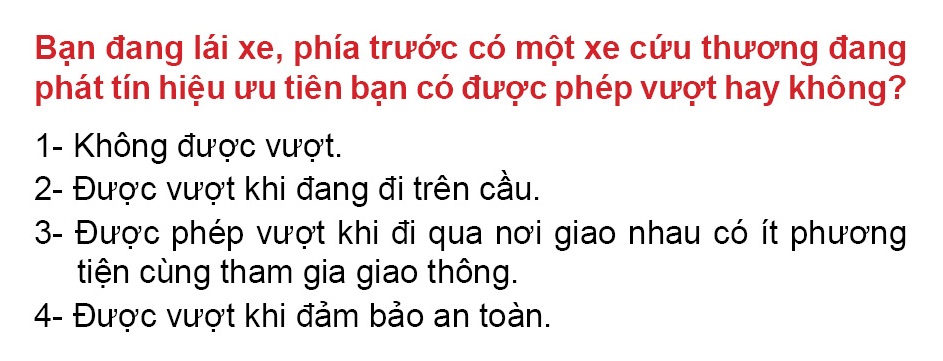 Bạn đang lái xe, phía trước có một xe cứu thương đang
phát tín hiệu ưu tiên bạn có được phép vượt hay không?
1- Không được vượt.
2- Được vượt khi đang đi trên cầu.
3- Được phép vượt khi đi qua nơi giao nhau có ít phương
tiện cùng tham gia giao thông.
4- Được vượt khi đảm bảo an toàn.